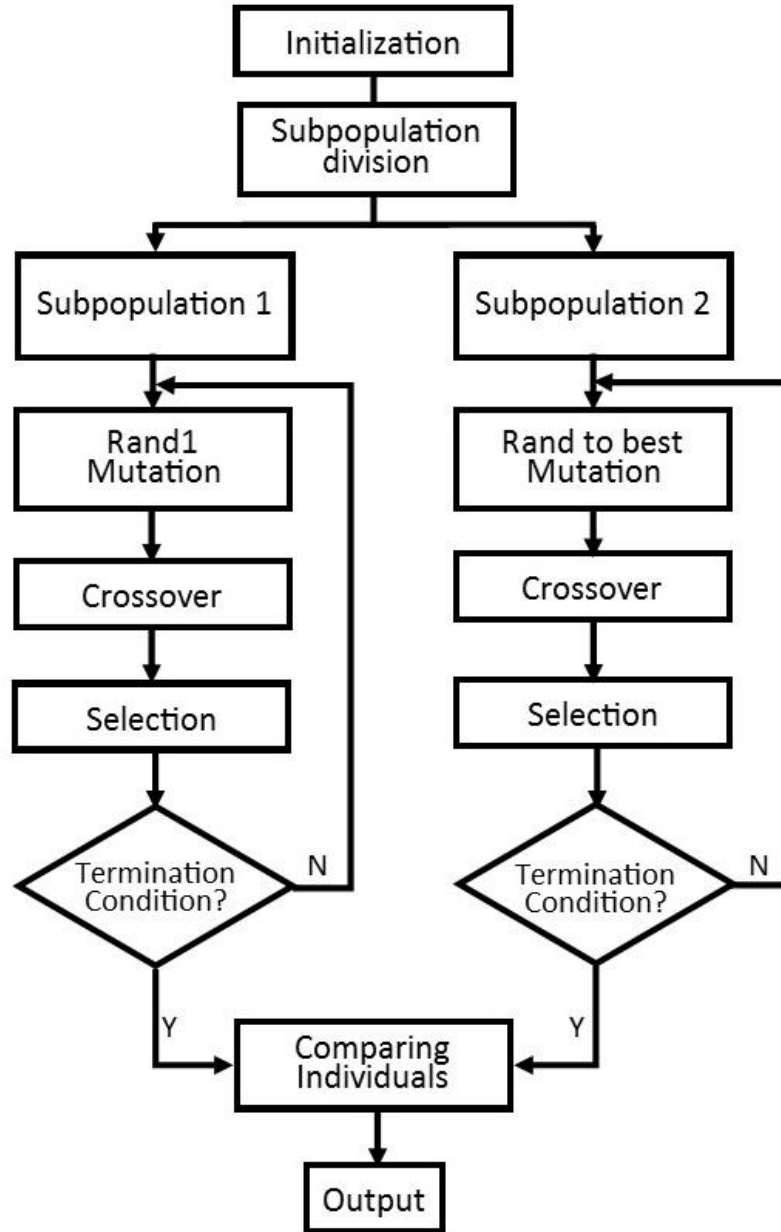 Initialization
Subpopulation
division
Subpopulation 1
Subpopulation 2
Rand1
Mutation
Rand to best
Mutation
Crossover
Crossover
Selection
Selection
Termination
Condition?
N
Termination
Condition?
N
Y
Y
Comparing
Individuals
Output